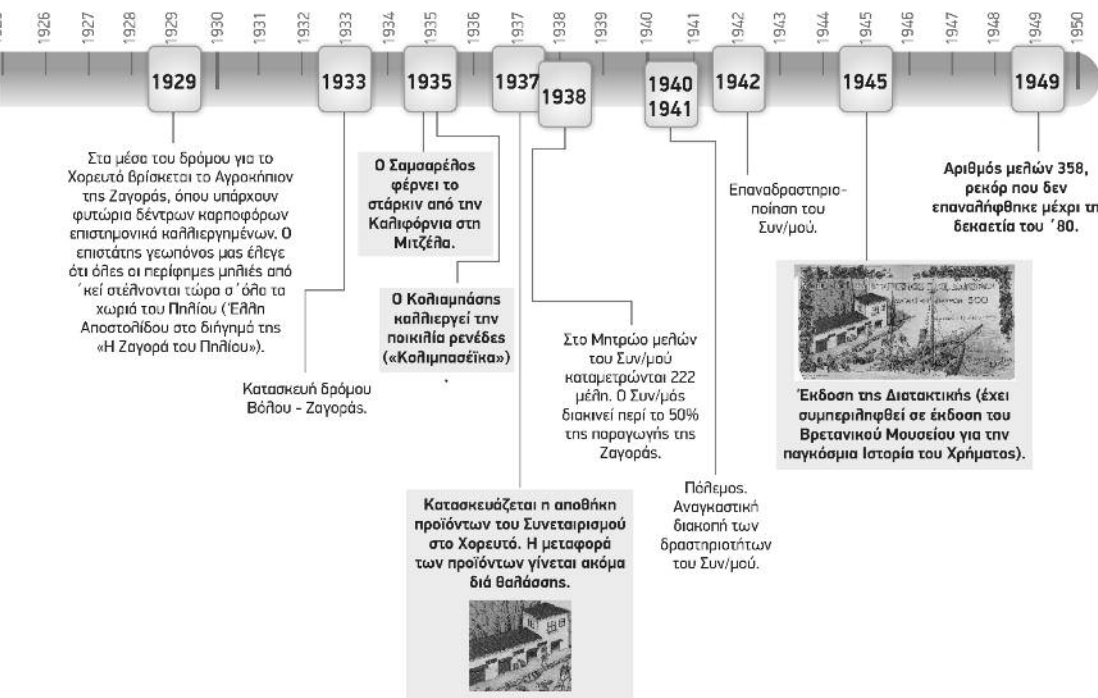 1926 1927 1928 1929 1930 1931 1932 1933 1934 1935 1936 1937 1938 1939 1940 1941 1942 1943 1944 1945 1946 1947 1948 1949 1950
1929
1933
1935
1937
1938
1940
1941
1942
1945
1949
Στα μέσα του δρόμου για το
Χορευτό βρίσκεται το Αγροκήπιον
της Ζαγοράς, όπου υπάρχουν
φυτώρια δέντρων καρποφόρων
επιστημονικά καλλιεργημένων. Ο
επιστάτης γεωπόνος μας έλεγε
ότι όλες οι περίφημες μηλιές από
΄κεί στέλνονται τώρα σ΄όλα τα
χωριά του Πηλίου (Έλλη
Αποστολίδου στο διήγημά της
«Η Ζαγορά του Πηλίου»).
Κατασκευή δρόμου
Βόλου - Ζαγοράς.
Ο Σαμσαρέλος
φέρνει το
στάρκιν από την
Καλιφόρνια στη
Μιτζέλα.
Ο Κολιαμπάσης
καλλιεργεί την
ποικιλία ρενέδες
(«Κολιμπασέϊκα»)
Κατασκευάζεται η αποθήκη
προϊόντων του Συνεταιρισμού
στο Χορευτό. Η μεταφορά
των προϊόντων γίνεται ακόμα
διά θαλάσσης.
Στο Μητρώο μελών
του Συν/μού
καταμετρώνται 222
μέλη. Ο Συν/μός
διακινεί περί το 50%
της παραγωγής της
Ζαγοράς.
Πόλεμος.
Αναγκαστική
διακοπή των
δραστηριοτήτων
του Συν/μού.
Επαναδραστηριο-
ποίηση του
Συν/μού.
500
Έκδοση της Διατακτικής (έχει
συμπεριληφθεί σε έκδοση του
Βρετανικού Μουσείου για την
παγκόσμια Ιστορία του Χρήματος).
Αριθμός μελών 358,
ρεκόρ που δεν
επαναλήφθηκε μέχρι τη
δεκαετία του ΄80.